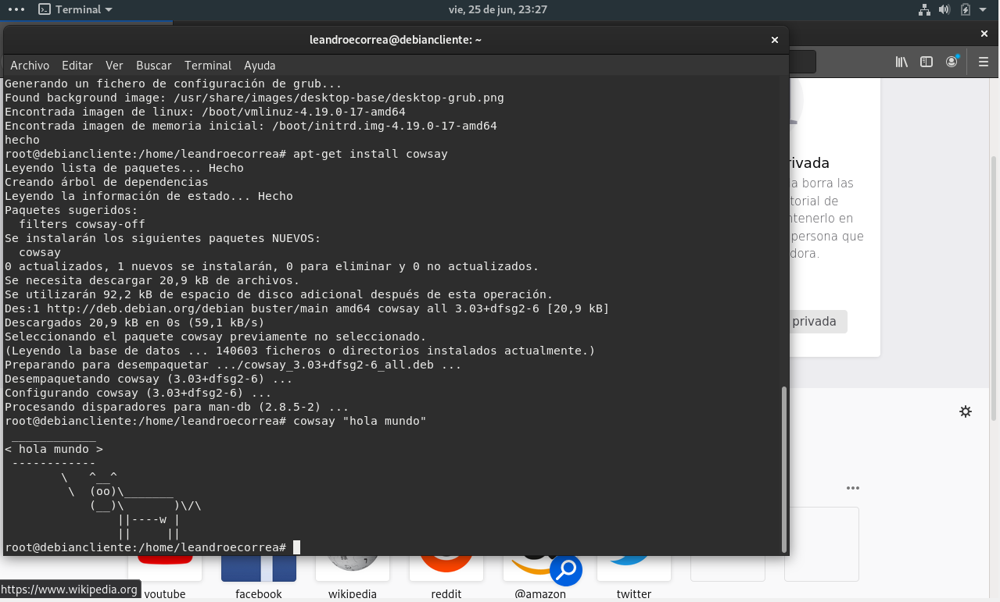 Terminal
vie, 25 de jun, 23:27
leandroecorrea@debiancliente: ~
Archivo Editar Ver Buscar Terminal Ayuda
Generando un fichero de configuración de grub...
Found background image: /usr/share/images/desktop-base/desktop-grub.png
Encontrada imagen de linux: /boot/vmlinuz-4.19.0-17-amd64
Encontrada imagen de memoria inicial: /boot/initrd.img-4.19.0-17-amd64
hecho
root@debiancliente:/home/leandroecorrea# apt-get install cowsay
Leyendo lista de paquetes... Hecho
Creando árbol de dependencias
Leyendo la información de estado... Hecho
Paquetes sugeridos:
  filters cowsay-off
Se instalarán los siguientes paquetes NUEVOS:
  cowsay
0 actualizados, 1 nuevos se instalarán, 0 para eliminar y 0 no actualizados.
Se necesita descargar 20,9 kB de archivos.
Se utilizarán 92,2 kB de espacio de disco adicional después de esta operación.
Des:1 http://deb.debian.org/debian buster/main amd64 cowsay all 3.03+dfsg2-6 [20,9 kB]
Descargados 20,9 kB en 0s (59,1 kB/s)
Seleccionando el paquete cowsay previamente no seleccionado.
(Leyendo la base de datos ... 140603 ficheros o directorios instalados actualmente.)
Preparando para desempaquetar .../cowsay_3.03+dfsg2-6_all.deb ...
Desempaquetando cowsay (3.03+dfsg2-6) ...
Configurando cowsay (3.03+dfsg2-6) ...
Procesando disparadores para man-db (2.8.5-2) ...
root@debiancliente:/home/leandroecorrea# cowsay "hola mundo"
 ____________
< hola mundo >
 ------------
        \   ^__^
         \  (oo)\_______
            (__)\       )\/\
                ||----w |
                ||     ||
root@debiancliente:/home/leandroecorrea#
ivada
a borra las
torial de
ntenerlo en
persona que
dora.
privada
https://www.wikipedia.org
youtube
facebook
wikipedia
reddit
@amazon
twitter